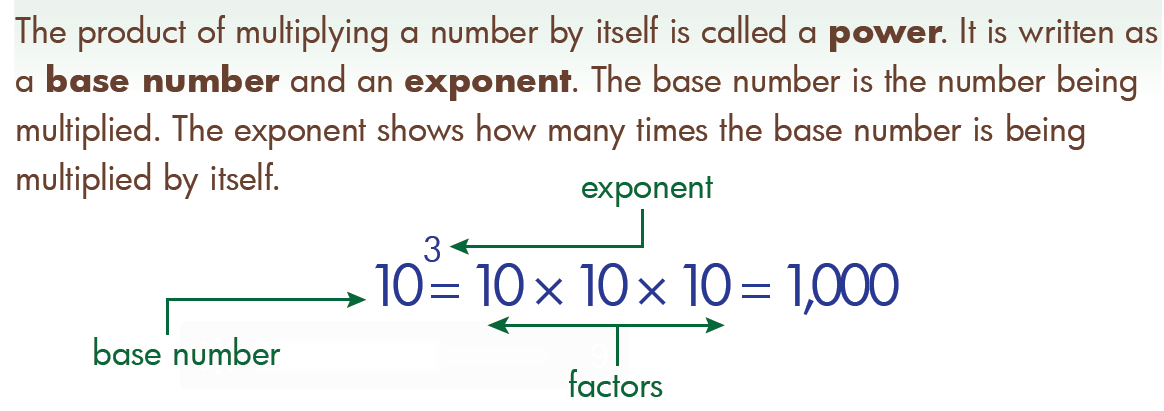 The product of multiplying a number by itself is called a power. It is written as
a base number and an exponent. The base number is the number being
multiplied. The exponent shows how many times the base number is being
multiplied by itself.
exponent
10³ = 10 × 10 × 10 = 1,000
base number
factors